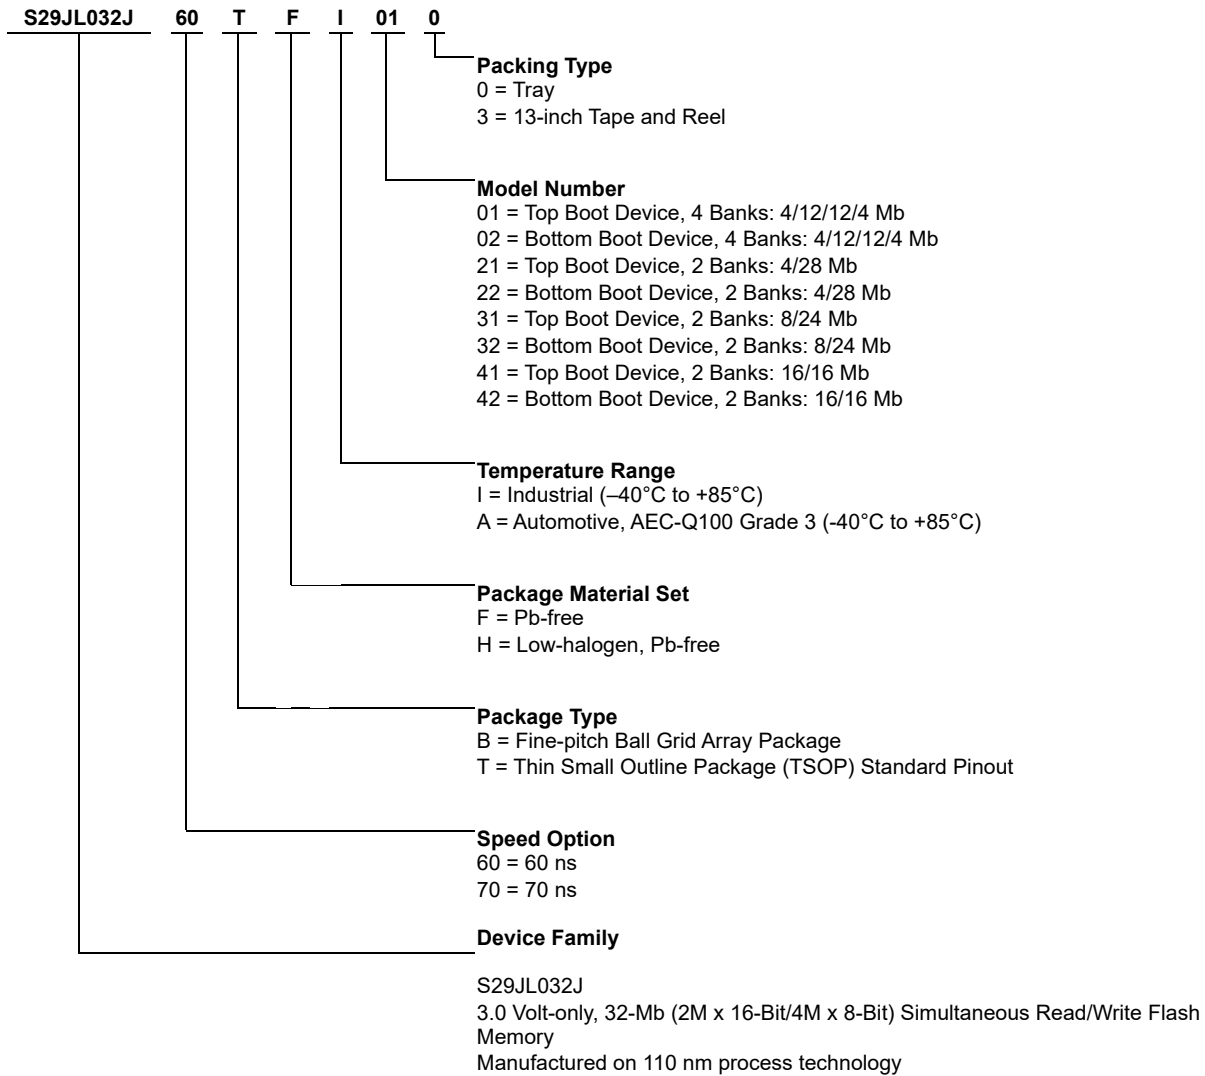 S29JL032J 60 T F I 01 0
Packing Type
0 = Tray
3 = 13-inch Tape and Reel
Model Number
01 = Top Boot Device, 4 Banks: 4/12/12/4 Mb
02 = Bottom Boot Device, 4 Banks: 4/12/12/4 Mb
21 = Top Boot Device, 2 Banks: 4/28 Mb
22 = Bottom Boot Device, 2 Banks: 4/28 Mb
31 = Top Boot Device, 2 Banks: 8/24 Mb
32 = Bottom Boot Device, 2 Banks: 8/24 Mb
41 = Top Boot Device, 2 Banks: 16/16 Mb
42 = Bottom Boot Device, 2 Banks: 16/16 Mb
Temperature Range
I = Industrial (–40°C to +85°C)
A = Automotive, AEC-Q100 Grade 3 (-40°C to +85°C)
Package Material Set
F = Pb-free
H = Low-halogen, Pb-free
Package Type
B = Fine-pitch Ball Grid Array Package
T = Thin Small Outline Package (TSOP) Standard Pinout
Speed Option
60 = 60 ns
70 = 70 ns
Device Family
S29JL032J
3.0 Volt-only, 32-Mb (2M x 16-Bit/4M x 8-Bit) Simultaneous Read/Write Flash
Memory
Manufactured on 110 nm process technology